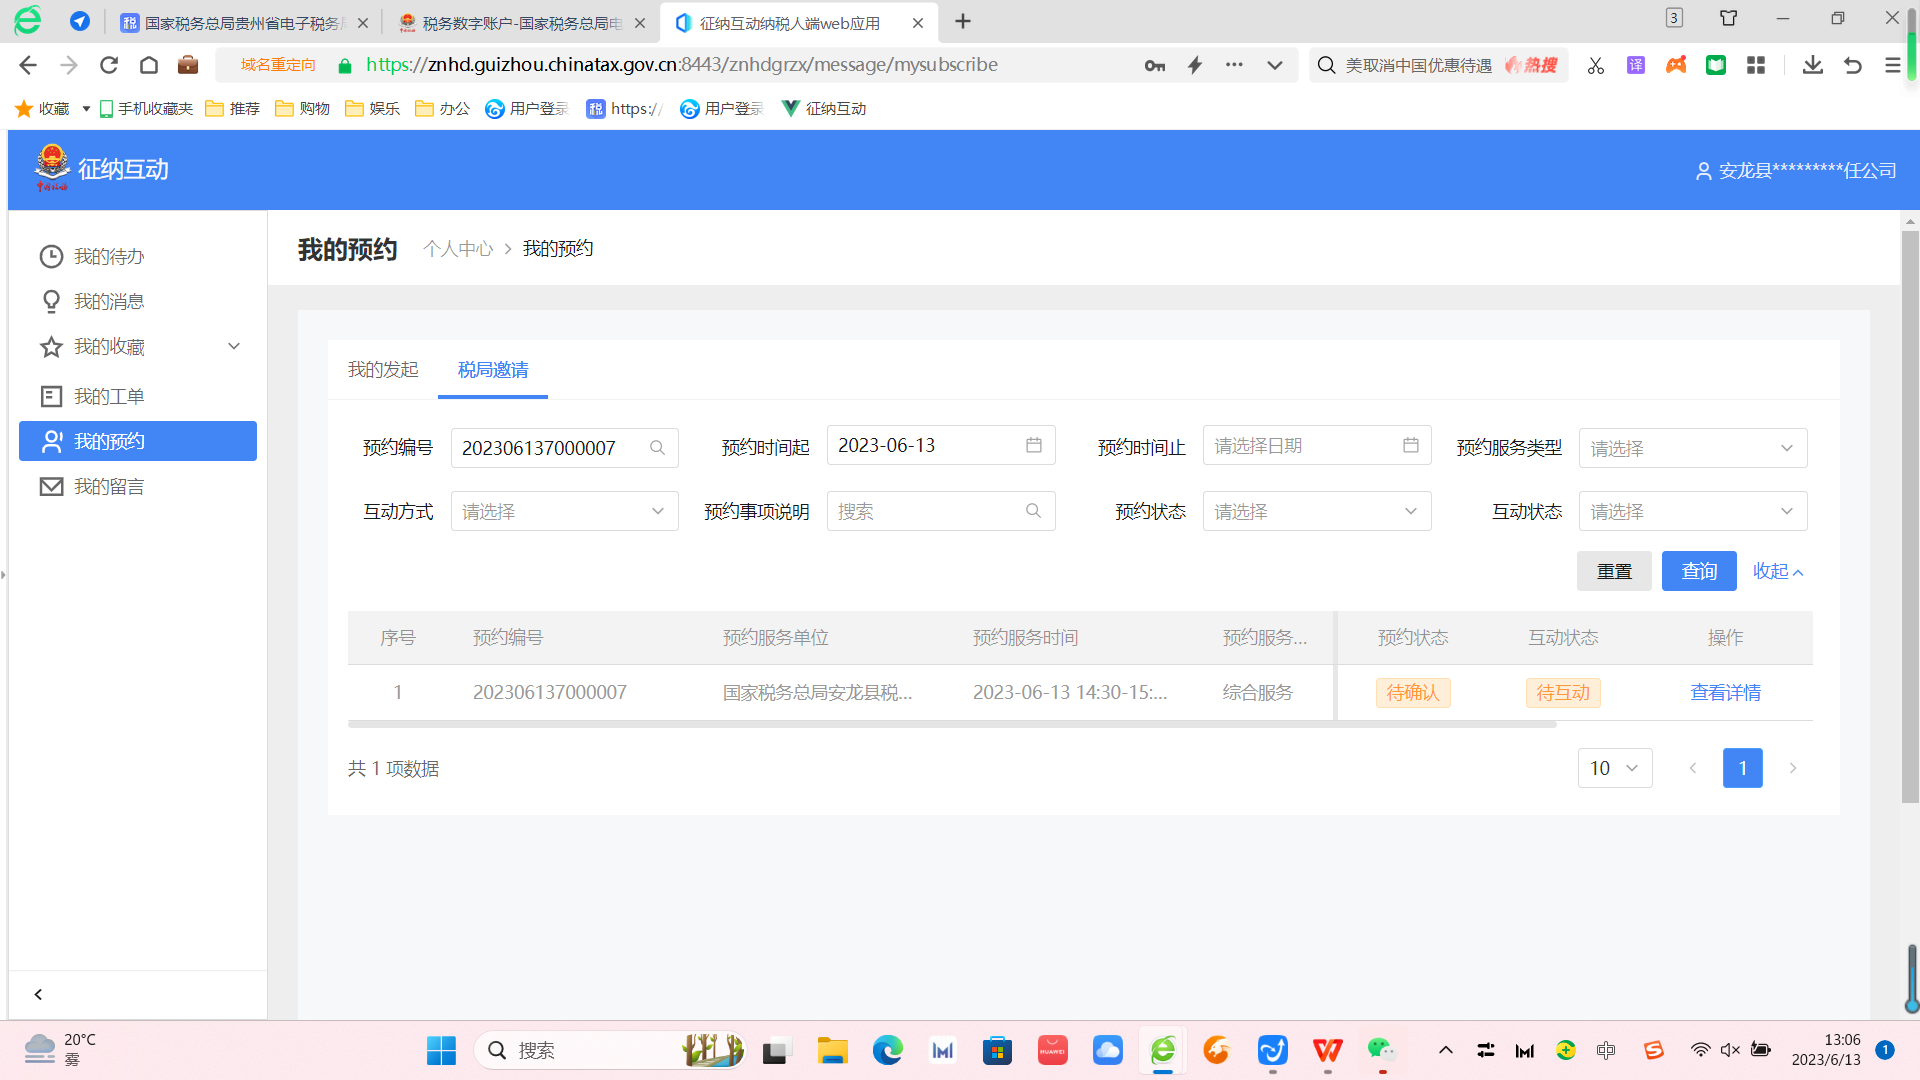 国家税务总局贵州省电子税务局
税务数字账户-国家税务总局电
征纳互动纳税人端web应用
3
域名重定向
https://znhd.guizhou.chinatax.gov.cn:8443/znhdgrzx/message/mysubscribe
美取消中国优惠待遇
热搜
译
收藏
手机收藏夹
推荐
购物
娱乐
办公
用户登录
税
https://
用户登录
征纳互动
征纳互动
安龙县*********任公司
我的待办
我的消息
我的收藏
我的工单
我的预约
我的留言
我的预约
个人中心 > 我的预约
我的发起
税局邀请
预约编号
202306137000007
预约时间起
2023-06-13
预约时间止
请选择日期
预约服务类型
请选择
互动方式
请选择
预约事项说明
搜索
预约状态
请选择
互动状态
请选择
重置
查询
收起
序号
预约编号
预约服务单位
预约服务时间
预约服务...
预约状态
互动状态
操作
1
202306137000007
国家税务总局安龙县税...
2023-06-13 14:30-15:...
综合服务
待确认
待互动
查看详情
共 1 项数据
10
1
20°C
雾
搜索
HUAWEI
中
13:06
2023/6/13
1